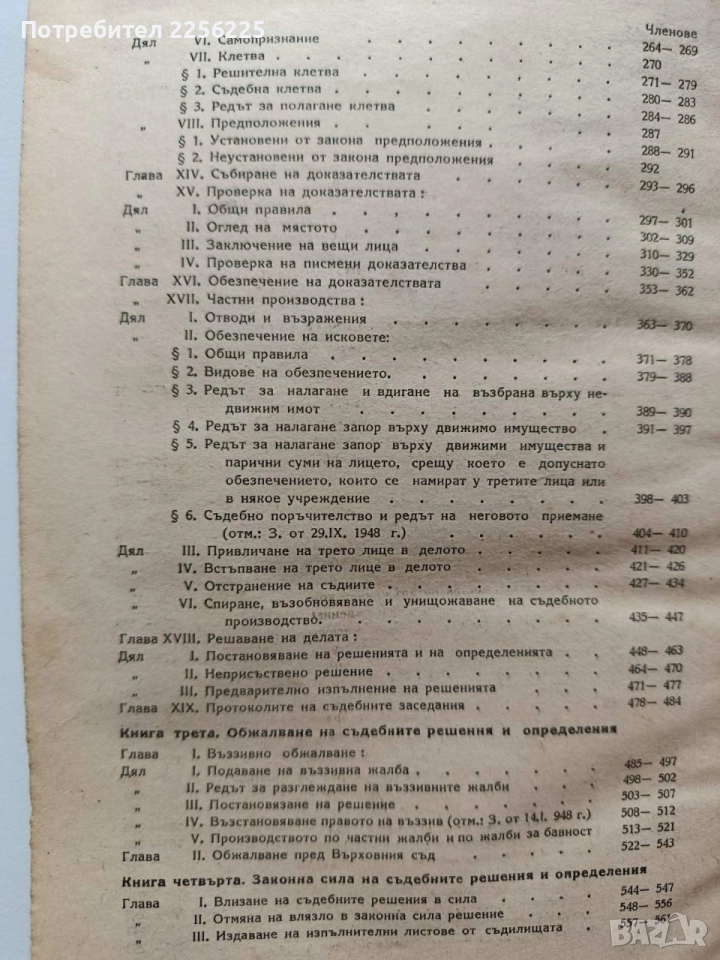 Потребител 2256225
Членове
Дял VI. Самопризнание . . . . . . . . 264— 269
„ VII. Клетва . . . . . . . . . 270
§ 1. Решителна клетва . . . . . . . 271— 279
§ 2. Съдебна клетва . . . . . . . 280— 283
§ 3. Редът за полагане клетва . . . . . 284— 286
„ VIII. Предположения . . . . . . . 287
§ 1. Установени от закона предположения . . . 288— 291
§ 2. Неустановени от закона предположения . . . 292
Глава XIV. Събиране на доказателствата . . . . 293— 296
„ XV. Проверка на доказателствата :
Дял I. Общи правила . . . . . . . 297— 301
„ II. Оглед на мястото . . . . . . 302— 309
„ III. Заключение на вещи лица . . . . . 310— 329
„ IV. Проверка на писмени доказателства . . . 330— 352
Глава XVI. Обезпечение на доказателствата . . . 353— 362
„ XVII. Частни производства :
Дял I. Отводи и възражения . . . . . . 363— 370
„ II. Обезпечение на исковете:
§ 1. Общи правила . . . . . . . 371— 378
§ 2. Видове на обезпечението. . . . . . 379— 388
§ 3. Редът за налагане и вдигане на възбрана върху не-
движим имот . . . . . . . 389— 390
§ 4. Редът за налагане запор върху движимо имущество . 391— 397
§ 5. Редът за налагане запор върху движими имущества и
парични суми на лицето, срещу което е допуснато
обезпечението, които се намират у третите лица или
в някое учреждение . . . . . . 398— 403
§ 6. Съдебно поръчителство и редът на неговото приемане
(отм.: З. от 29.IX. 1948 г.) . . . . . 404— 410
Дял III. Привличане на трето лице в делото . . . . 411— 420
„ IV. Встъпване на трето лице в делото . . . . 421— 426
„ V. Отстранение на съдиите . . . . . . 427— 434
„ VI. Спиране, възобновяване и унищожаване на съдебното
производство. . . . . . . . 435— 447
Глава XVIII. Решаване на делата :
Дял I. Постановяване на решенията и на определенията . . 448— 463
„ II. Неприсъствено решение . . . . . . 464— 470
„ III. Предварително изпълнение на решенията . . . 471— 477
Глава XIX. Протоколите на съдебните заседания . . . 478— 484
Книга трета. Обжалване на съдебните решения и определения
Глава I. Въззивно обжалване :
Дял I. Подаване на въззивна жалба . . . . . 485— 497
„ II. Редът за разглеждане на въззивните жалби . . . 498— 502
„ III. Постановязане на решение . . . . . 503— 507
„ IV. Възстановяване правото на въззив (отм.: З. от 14.I. 948 г.) . 508— 512
„ V. Производството по частни жалби и по жалби за бавност 513— 521
Глава II. Обжалване пред Върховния съд . . . . 522— 543
Книга четвърта. Законна сила на съдебните решения и определения
Глава I. Влизане на съдебните решения в сила . . . 544— 547
„ II. Отмяна на влязло в законна сила решение . . . 548— 556
„ III. Издаване на изпълнителни листове от съдилищата . . 557— 561
BAZAR